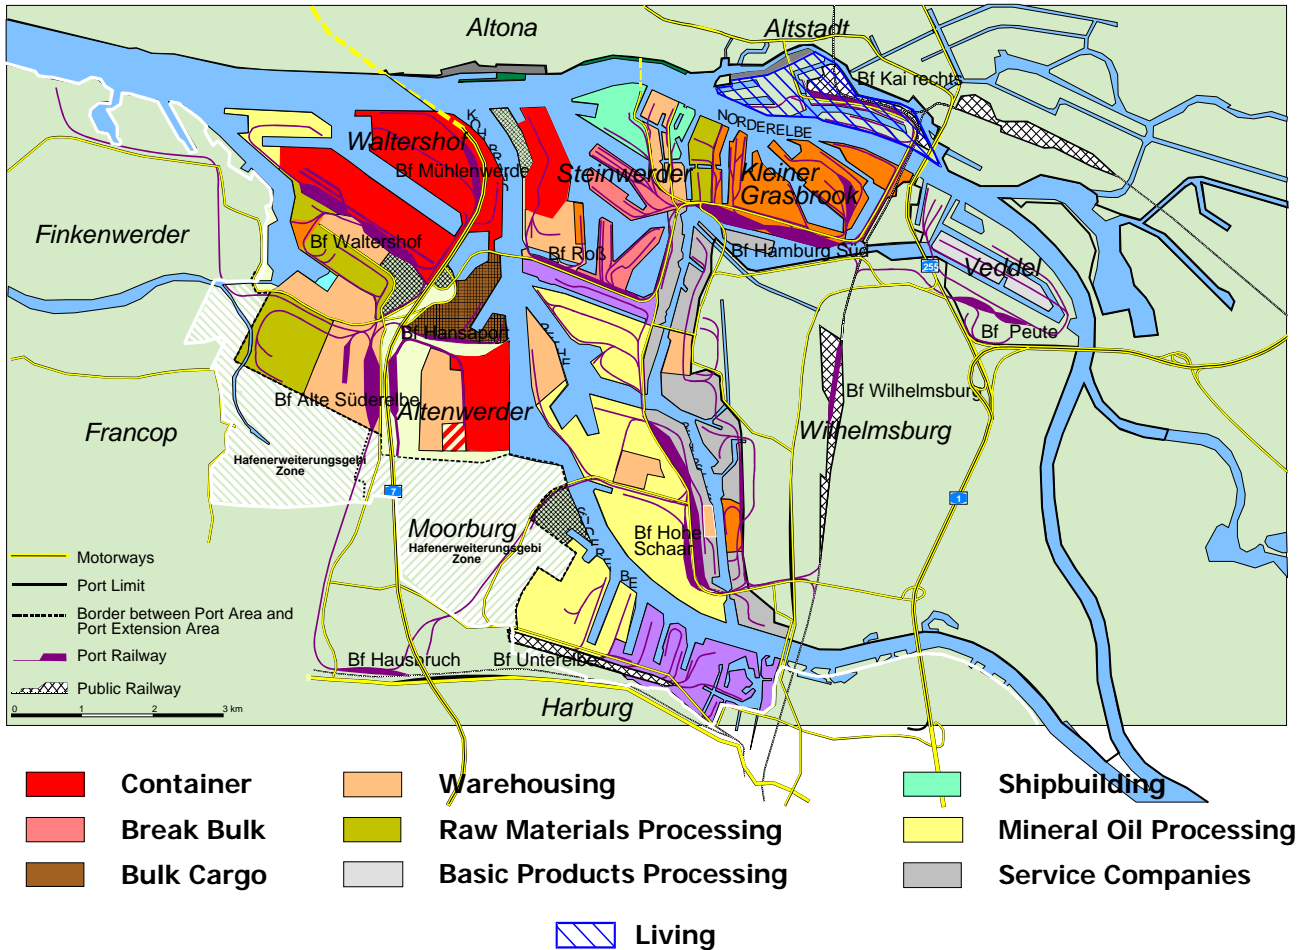 Altona
Altstadt
Bf Kai rechts
NORDERELBE
Waltershof
Bf Mühlenwerde
Steinwerder
Kleiner
Grasbrook
Finkenwerder
Bf Waltershof
Bf Roß
Bf Hamburg Süd
255
Veddel
Bf Hansaport
Bf Peute
Bf Alte Süderelbe
Altenwerder
Bf Wilhelmsburg
Francop
Wilhelmsburg
Hafenerweiterungsgebi
Zone
7
1
Moorburg
Hafenerweiterungsgebi
Zone
Bf Hohe
Schaar
Motorways
Port Limit
Border between Port Area and
Port Extension Area
Port Railway
Public Railway
0 1 2 3 km
Bf Hausbruch
Bf Unterelbe
Harburg
Container
Warehousing
Shipbuilding
Break Bulk
Raw Materials Processing
Mineral Oil Processing
Bulk Cargo
Basic Products Processing
Service Companies
Living